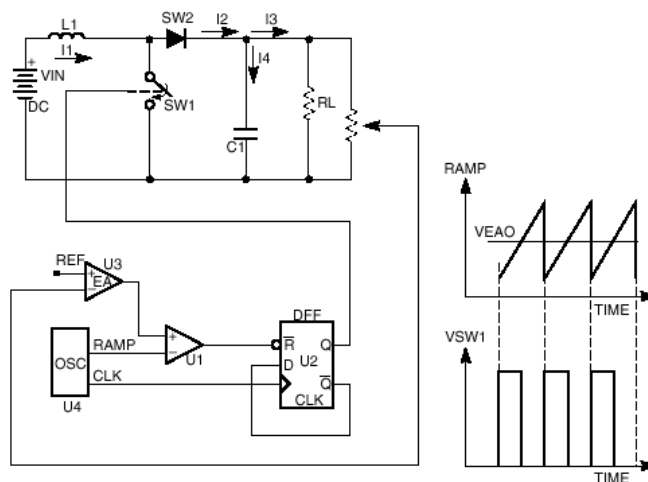 SW2
L1
I2
I3
I1
I4
+
VIN
DC
SW1
RL
C1
RAMP
VEAO
TIME
REF
U3
+
EA
−
DFF
+
R
Q
RAMP
−
U1
D
U2
OSC
CLK
Q
CLK
U4
VSW1
TIME